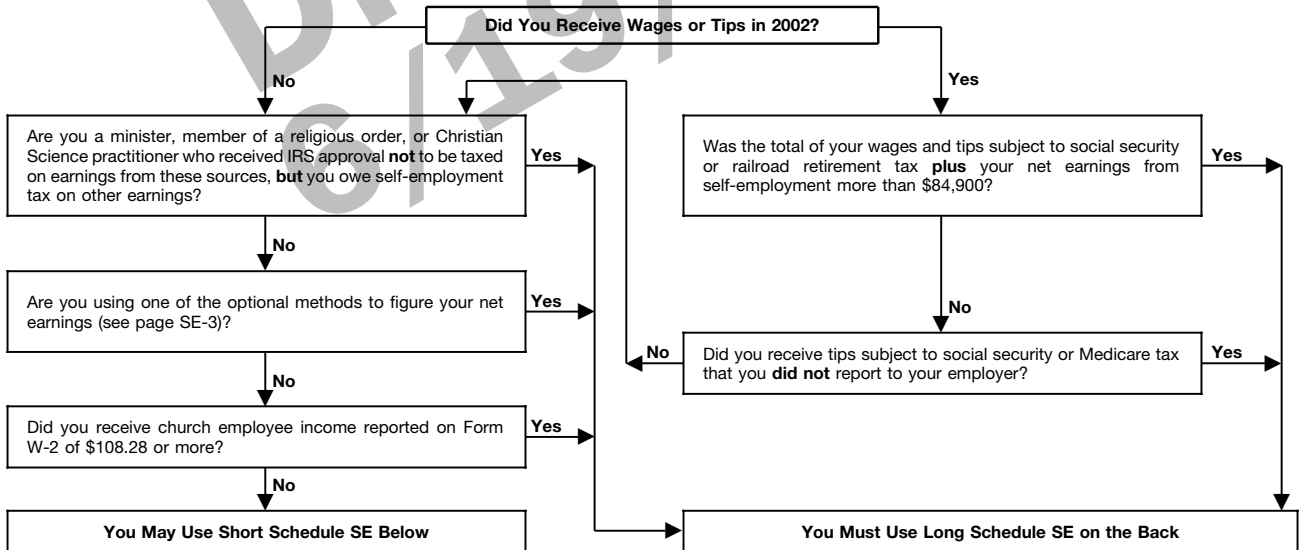 Did You Receive Wages or Tips in 2002?
No
Yes
Are you a minister, member of a religious order, or Christian
Science practitioner who received IRS approval not to be taxed
on earnings from these sources, but you owe self-employment
tax on other earnings?
Yes
Was the total of your wages and tips subject to social security
or railroad retirement tax plus your net earnings from
self-employment more than $84,900?
Yes
No
Are you using one of the optional methods to figure your net
earnings (see page SE-3)?
Yes
No
No
Did you receive tips subject to social security or Medicare tax
that you did not report to your employer?
Yes
No
Did you receive church employee income reported on Form
W-2 of $108.28 or more?
Yes
No
You May Use Short Schedule SE Below
You Must Use Long Schedule SE on the Back